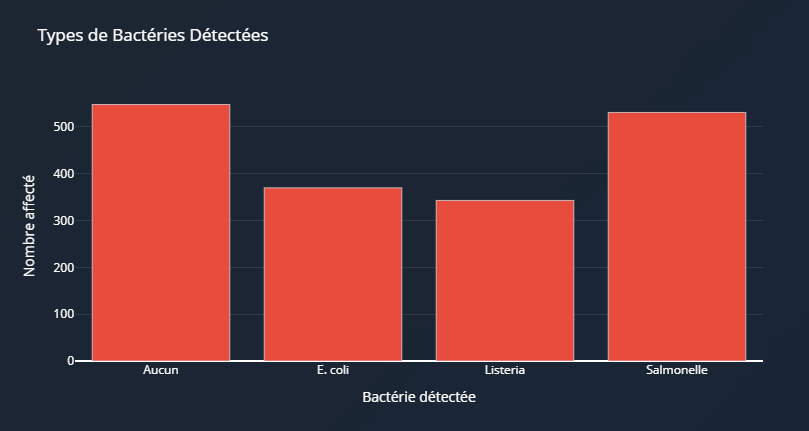 Types de Bactéries Détectées
Nombre affecté
500
400
300
200
100
0
Aucun E. coli Listeria Salmonelle
Bactérie détectée